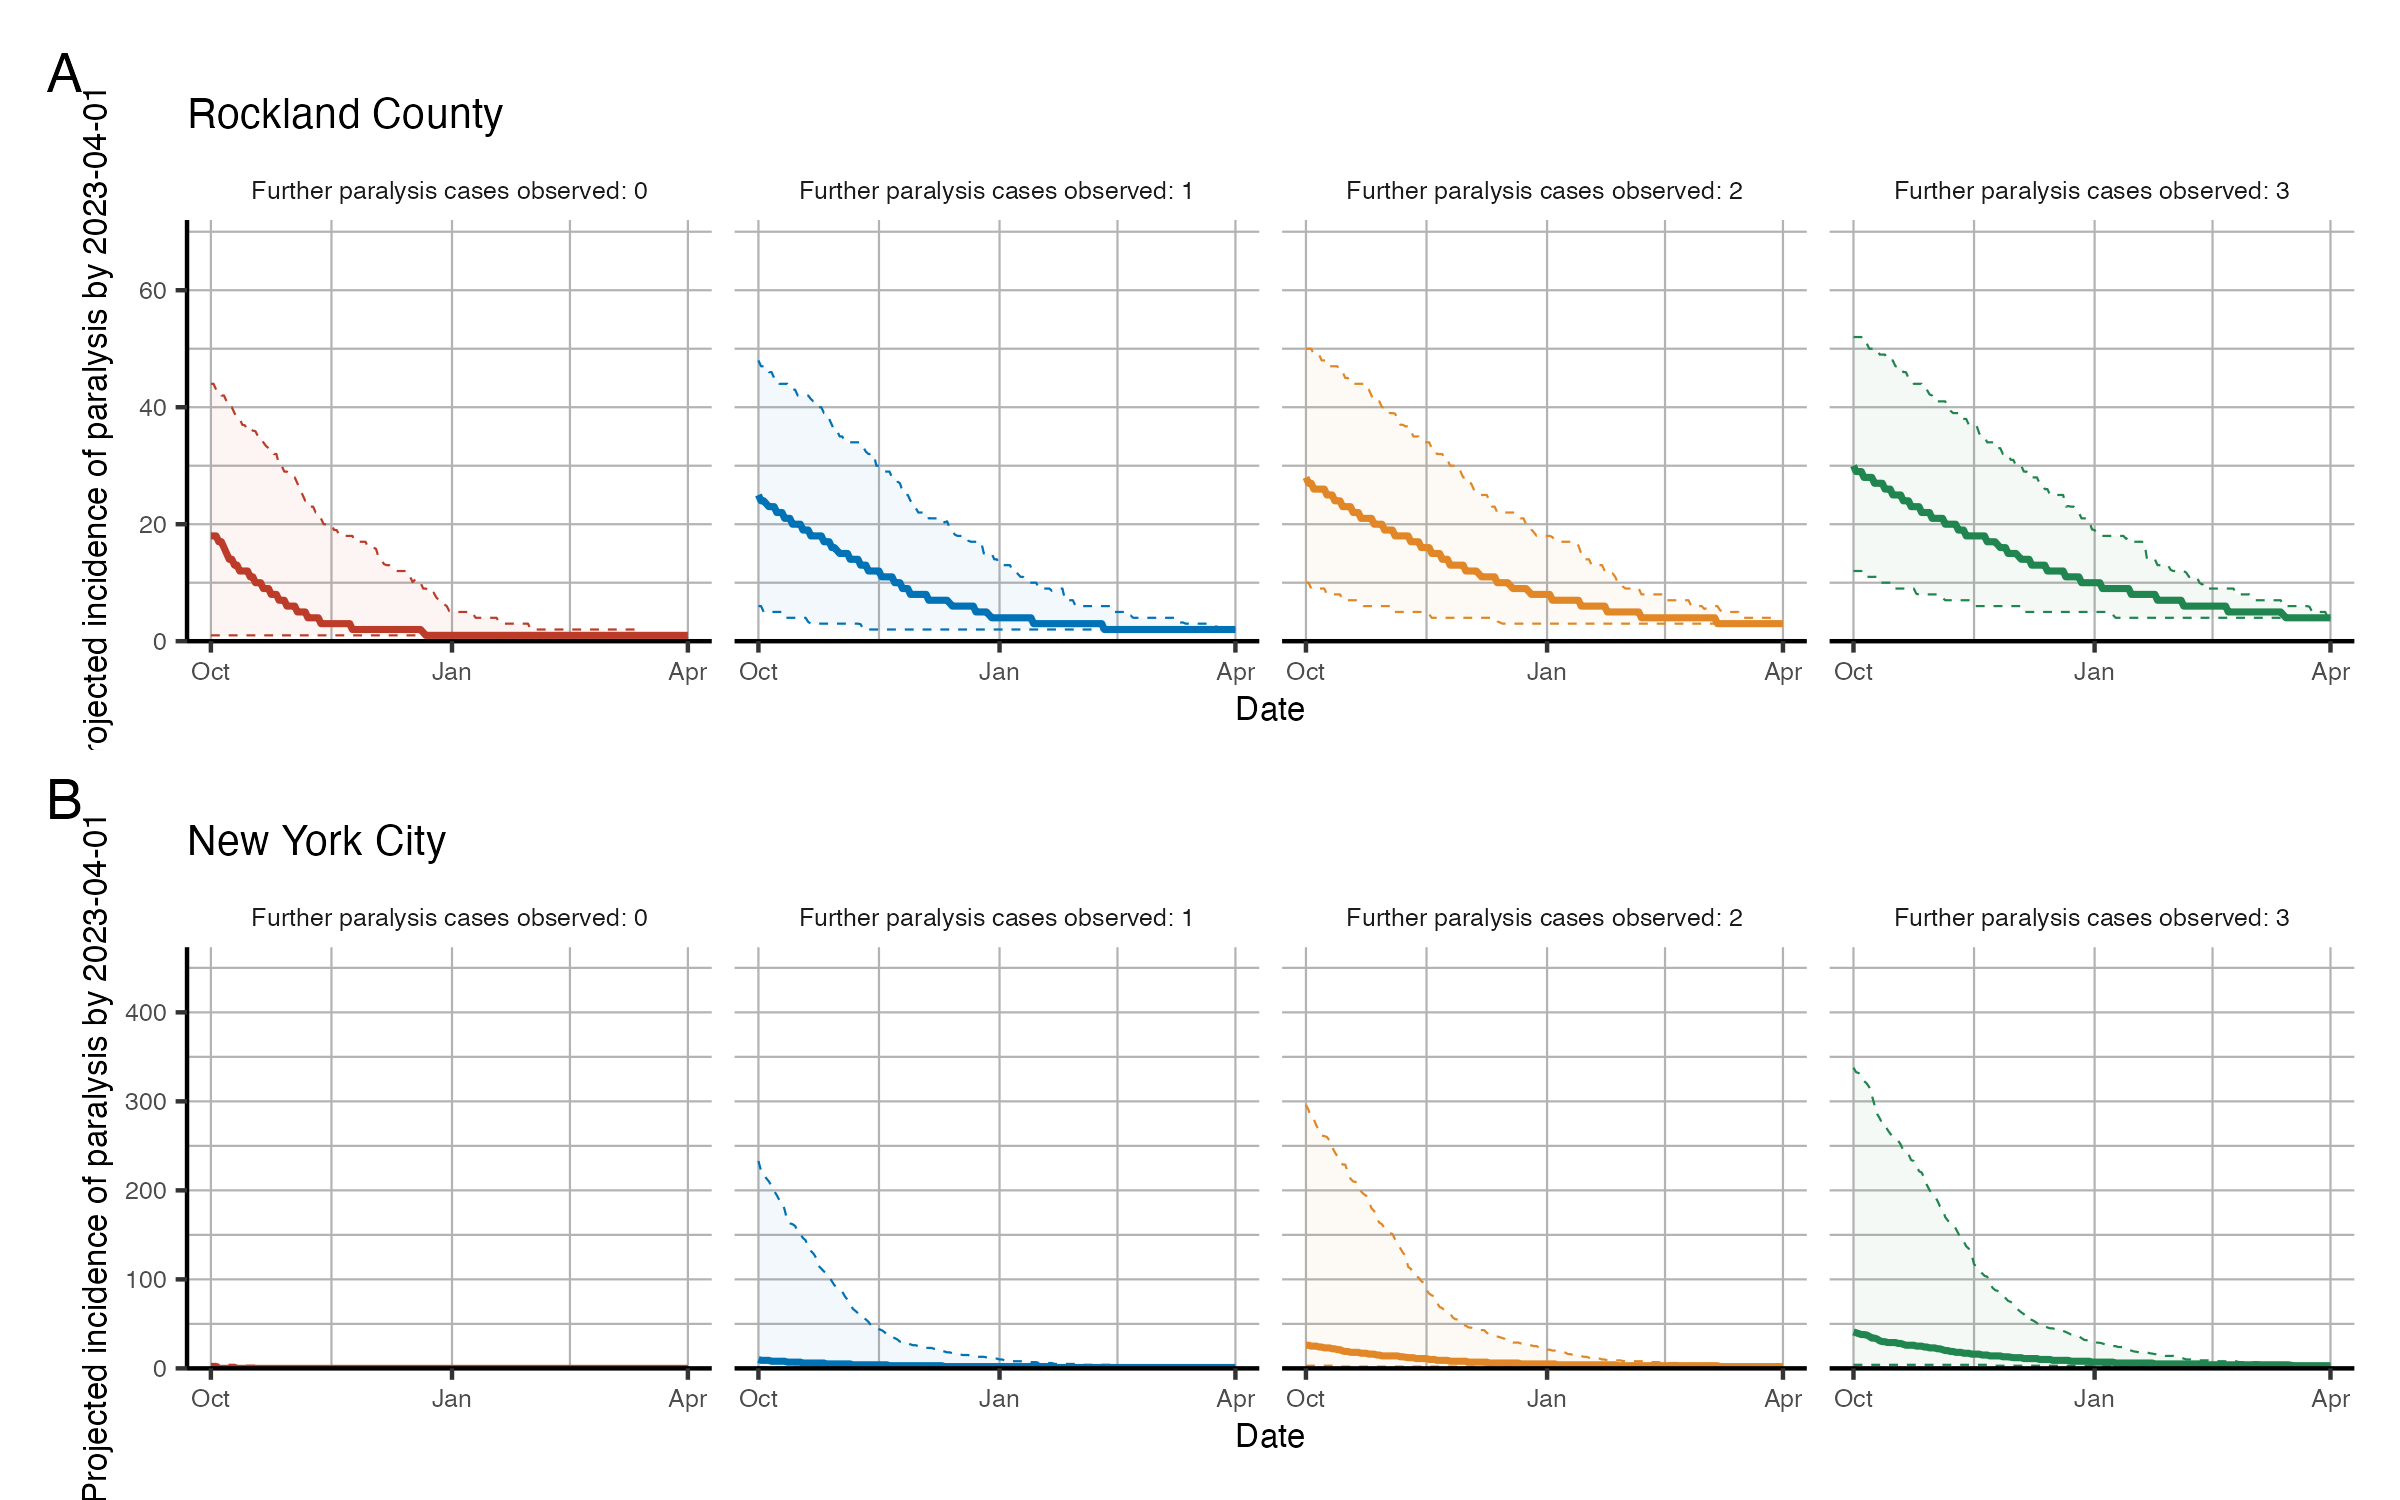 A
Rockland County
Further paralysis cases observed: 0
Further paralysis cases observed: 1
Further paralysis cases observed: 2
Further paralysis cases observed: 3
rojected incidence of paralysis by 2023-04-01
60
40
20
0
Oct Jan Apr
Oct Jan Apr
Oct Jan Apr
Oct Jan Apr
Date
B
New York City
Further paralysis cases observed: 0
Further paralysis cases observed: 1
Further paralysis cases observed: 2
Further paralysis cases observed: 3
Projected incidence of paralysis by 2023-04-01
400
300
200
100
0
Oct Jan Apr
Oct Jan Apr
Oct Jan Apr
Oct Jan Apr
Date